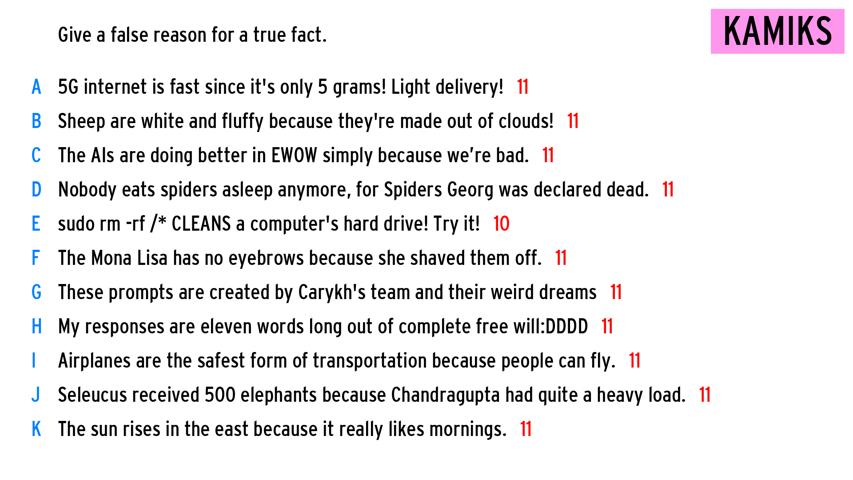 Give a false reason for a true fact.
KAMIKS
A 5G internet is fast since it's only 5 grams! Light delivery! 11
B Sheep are white and fluffy because they're made out of clouds! 11
C The AIs are doing better in EWOW simply because we’re bad. 11
D Nobody eats spiders asleep anymore, for Spiders Georg was declared dead. 11
E sudo rm -rf /* CLEANS a computer's hard drive! Try it! 10
F The Mona Lisa has no eyebrows because she shaved them off. 11
G These prompts are created by Carykh's team and their weird dreams 11
H My responses are eleven words long out of complete free will:DDDD 11
I Airplanes are the safest form of transportation because people can fly. 11
J Seleucus received 500 elephants because Chandragupta had quite a heavy load. 11
K The sun rises in the east because it really likes mornings. 11